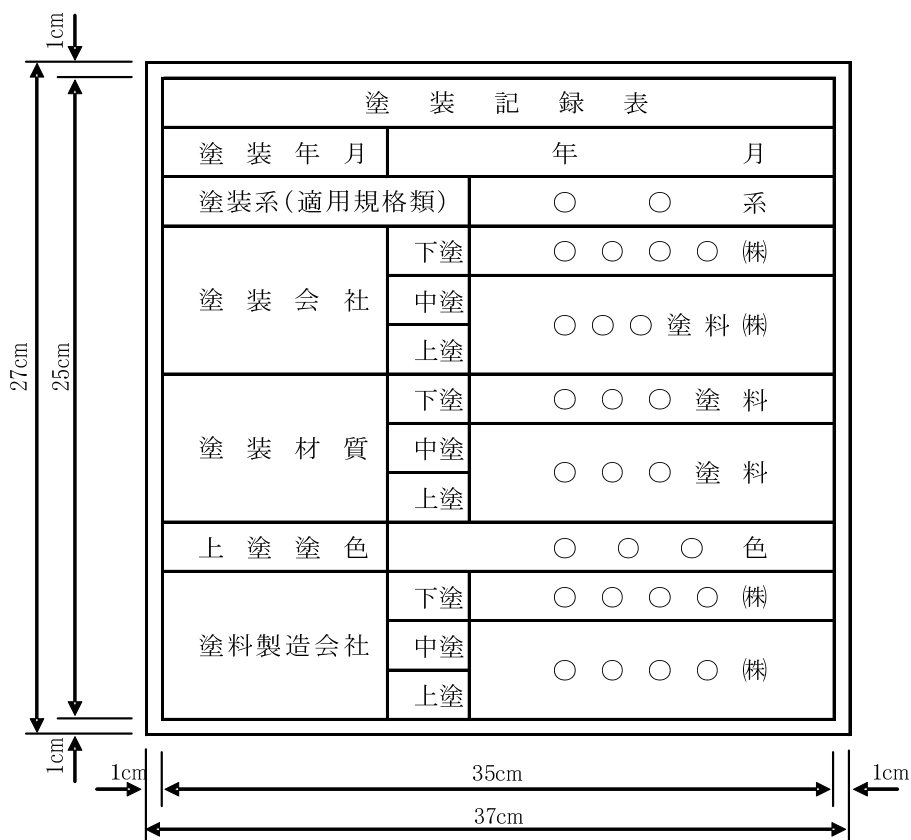 1cm
塗装記録表
塗装年月 年 月
塗装系(適用規格類) ○ ○ 系
塗装会社 下塗 ○○○○㈱
中塗 ○○○塗料㈱
上塗
塗装材質 下塗 ○○○塗料
中塗 ○○○塗料
上塗
上塗塗色 ○○○色
塗料製造会社 下塗 ○○○○㈱
中塗 ○○○○㈱
上塗
27cm
25cm
1cm
1cm 35cm 1cm
37cm